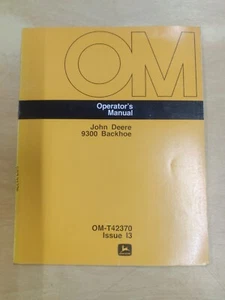 OM
Operator's
Manual
John Deere
9300 Backhoe
OM-T42370
Issue I3